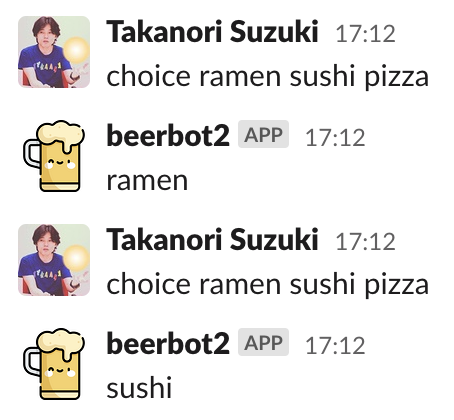 Takanori Suzuki 17:12
choice ramen sushi pizza
beerbot2 APP 17:12
ramen
Takanori Suzuki 17:12
choice ramen sushi pizza
beerbot2 APP 17:12
sushi